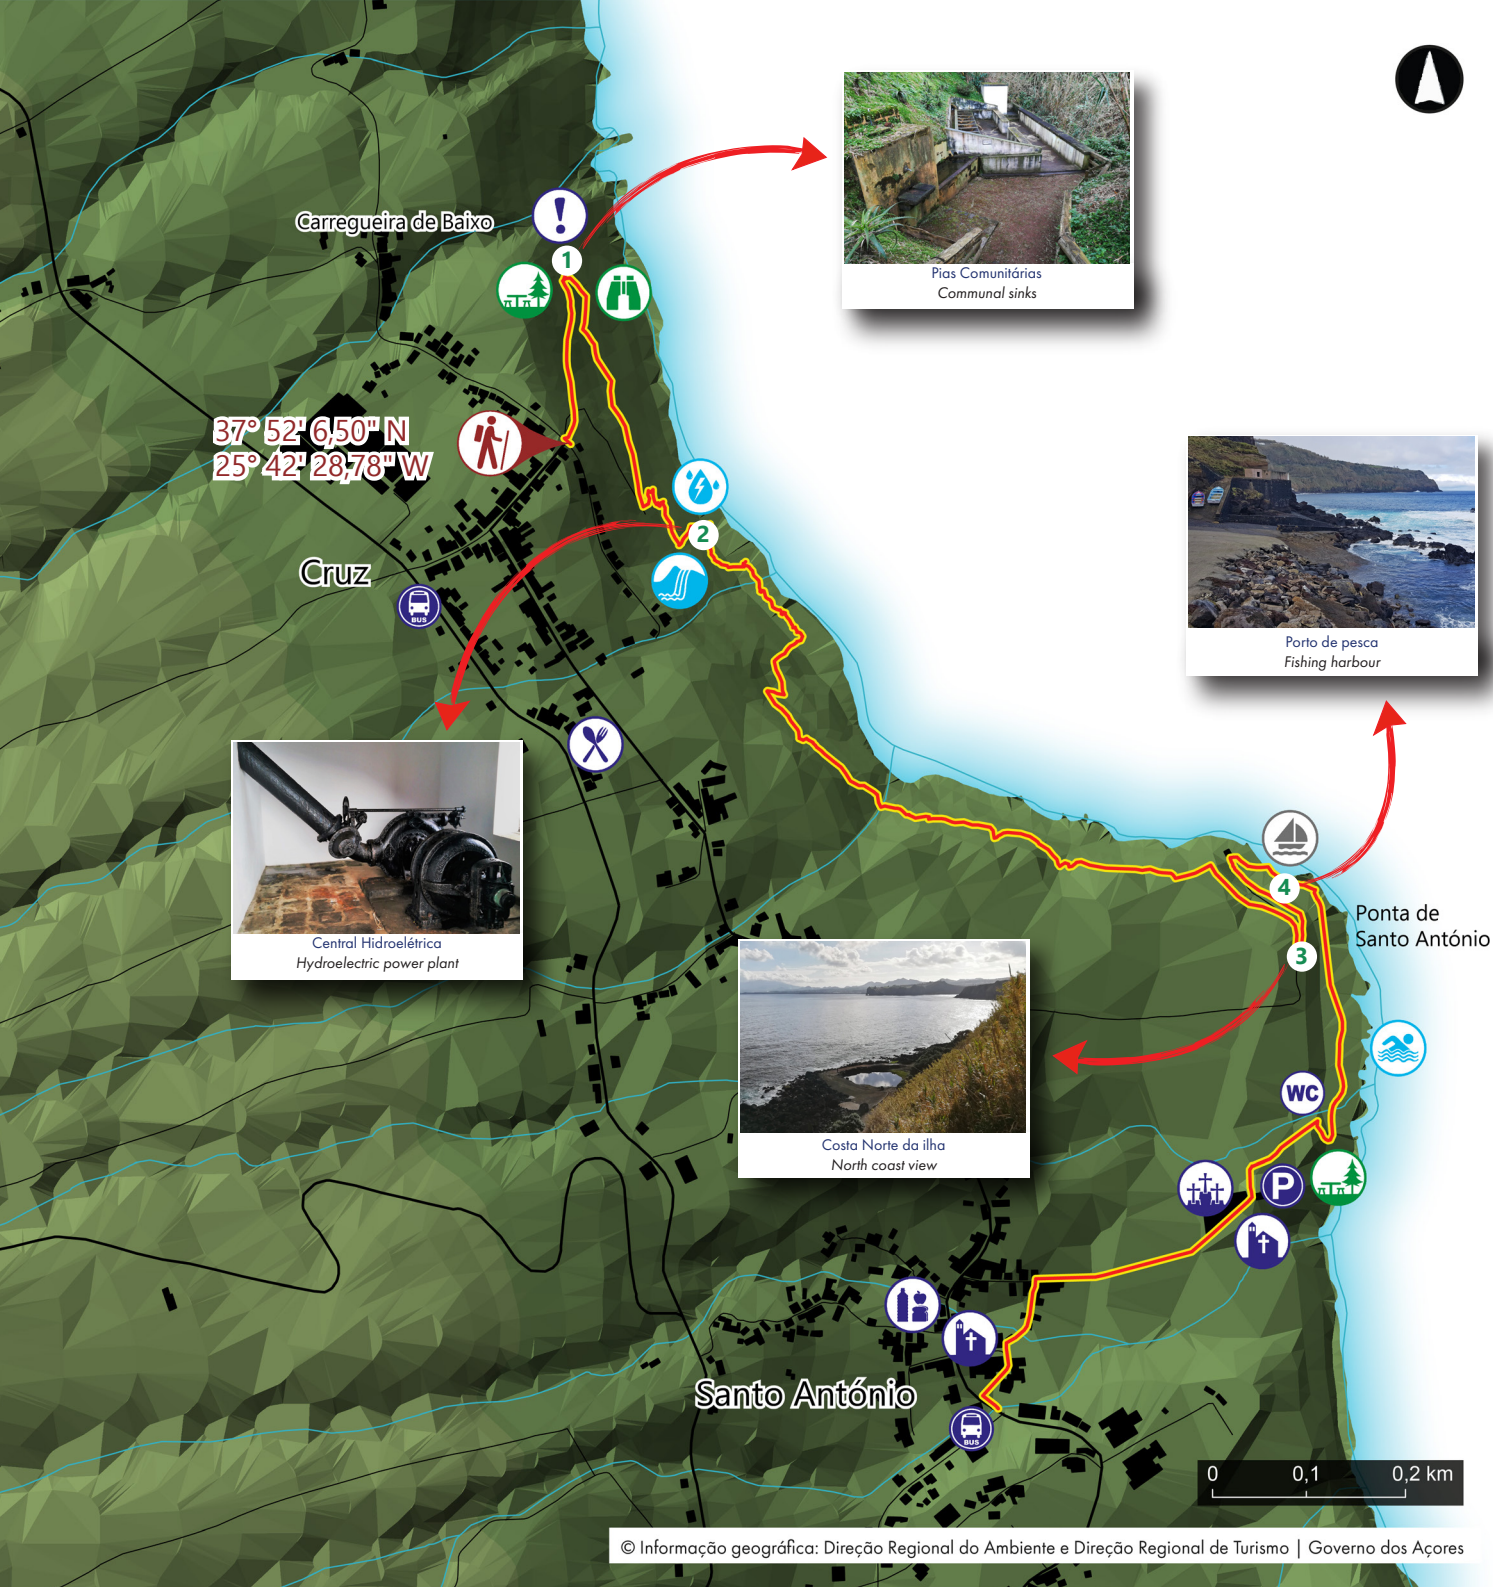 Carregueira de Baixo
1
Pias Comunitárias
Communal sinks
37° 52' 6,50" N
25° 42' 28,78" W
2
Cruz
BUS
Porto de pesca
Fishing harbour
4
Ponta de
Santo António
3
Central Hidroelétrica
Hydroelectric power plant
WC
Costa Norte da ilha
North coast view
P
Santo António
BUS
0 0,1 0,2 km
© Informação geográfica: Direção Regional do Ambiente e Direção Regional de Turismo | Governo dos Açores